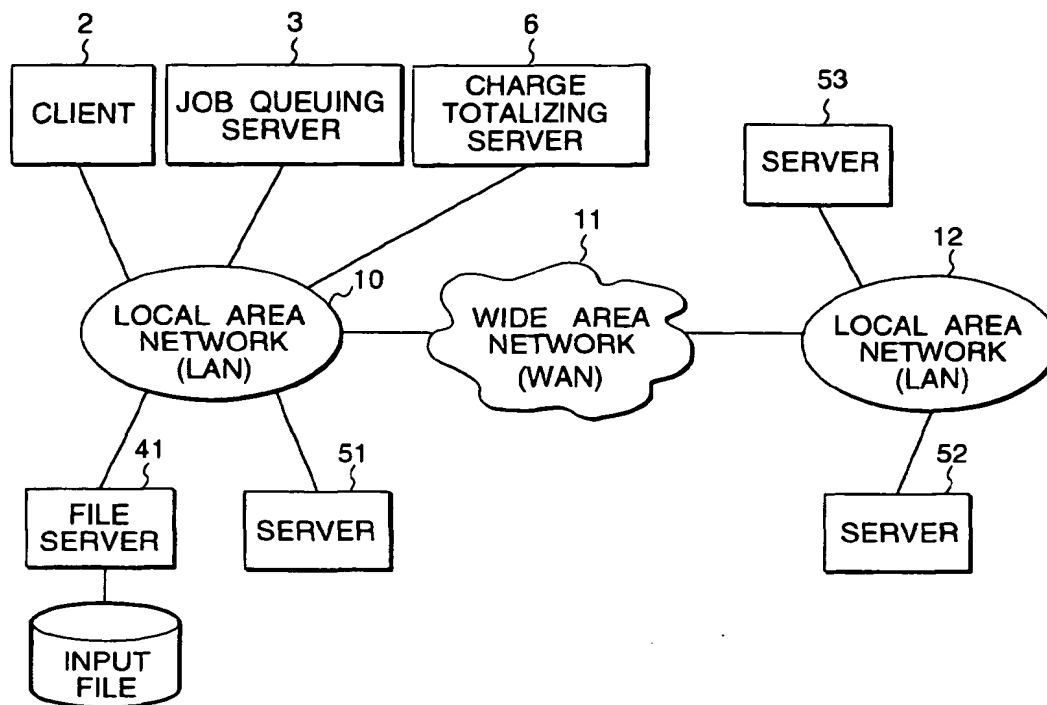 2
3
6
CLIENT
JOB QUEUING
SERVER
CHARGE
TOTALIZING
SERVER
53
SERVER
11
12
10
LOCAL AREA
NETWORK
(LAN)
WIDE AREA
NETWORK
(WAN)
LOCAL AREA
NETWORK
(LAN)
41
51
52
FILE
SERVER
SERVER
SERVER
INPUT
FILE